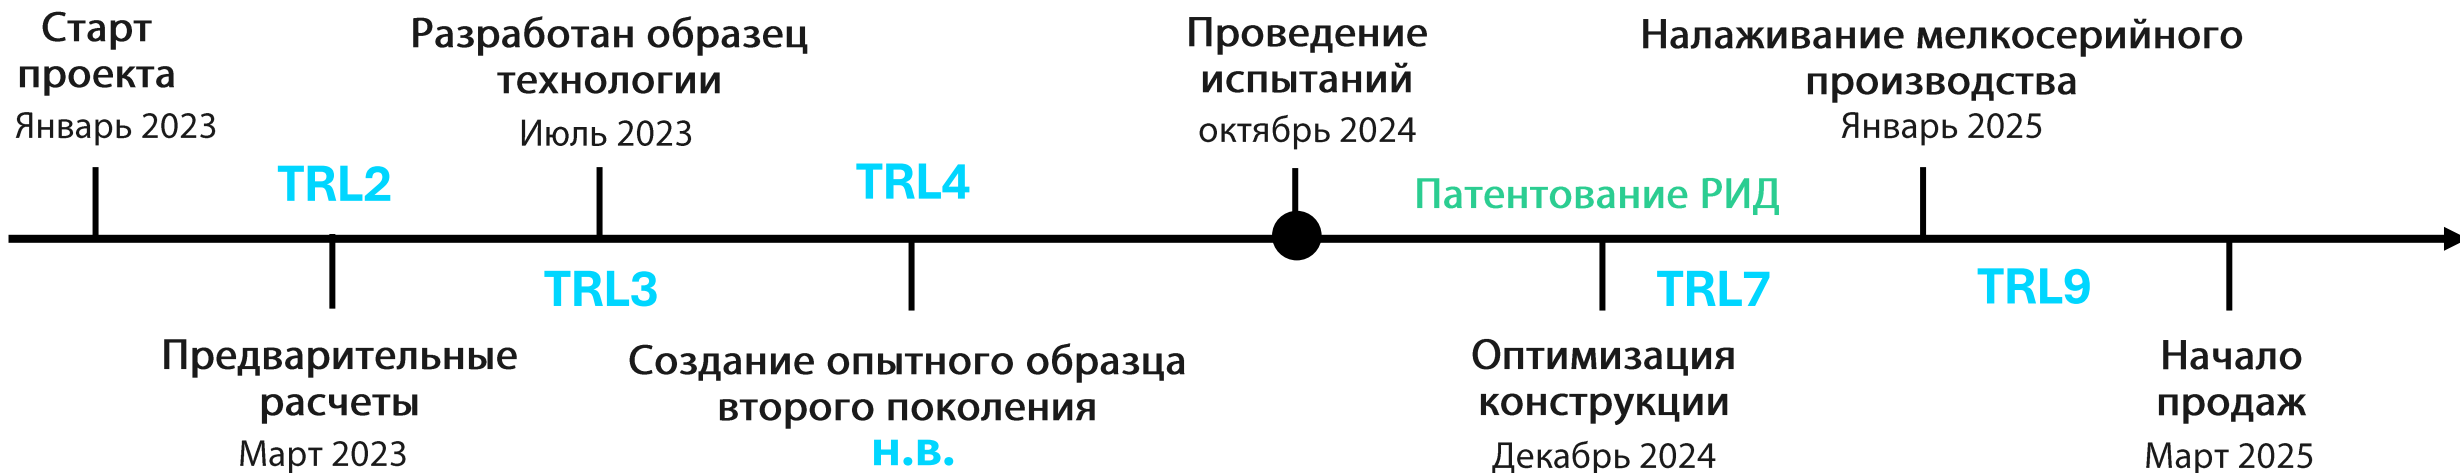 Старт
проекта
Январь 2023
Разработан образец
технологии
Июль 2023
Проведение
испытаний
октябрь 2024
Налаживание мелкосерийного
производства
Январь 2025
TRL2
TRL4
Патентование РИД
TRL3
TRL7
TRL9
Предварительные
расчеты
Март 2023
Создание опытного образца
второго поколения
н.в.
Оптимизация
конструкции
Декабрь 2024
Начало
продаж
Март 2025